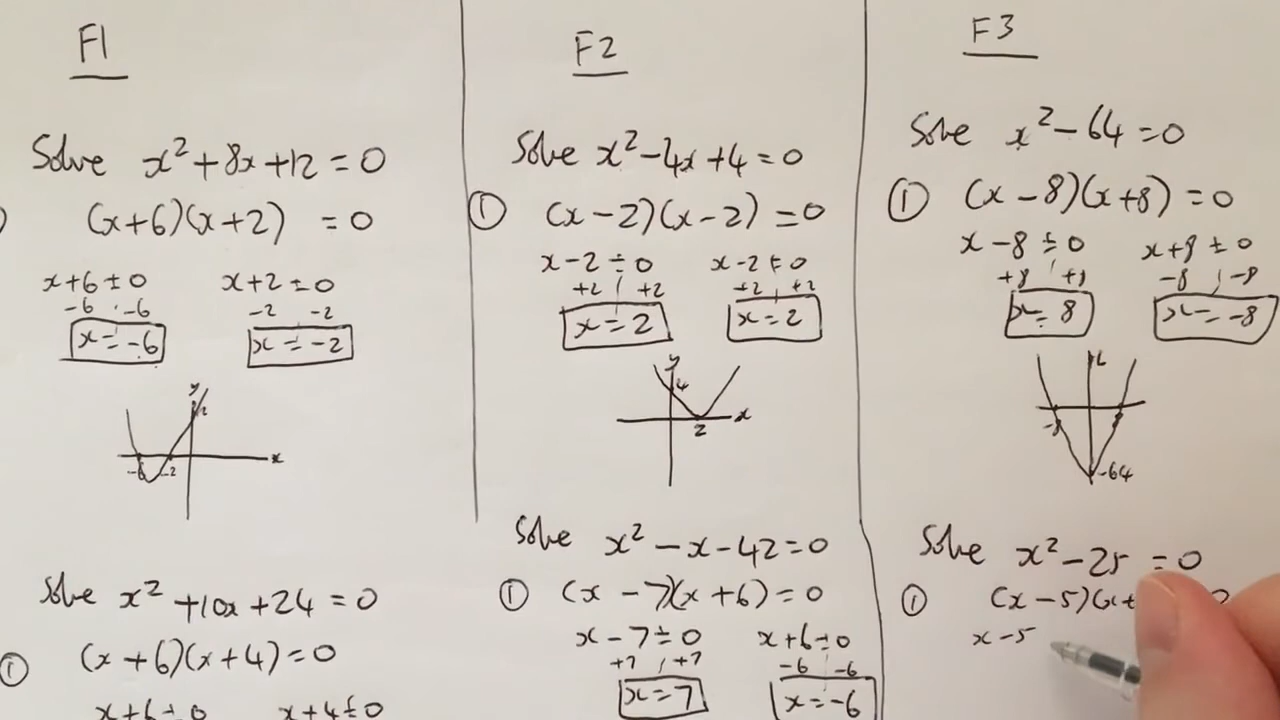 F1
Solve x² + 8x + 12 = 0
(x + 6)(x + 2) = 0
x + 6 = 0 x + 2 = 0
-6 -6 -2 -2
x = -6 x = -2
y
12
-6 -2 x
Solve x² + 10x + 24 = 0
① (x + 6)(x + 4) = 0
x + 6 = 0 x + 4 = 0
F2
Solve x² - 4x + 4 = 0
① (x - 2)(x - 2) = 0
x - 2 = 0 x - 2 = 0
+2 +2 +2 +2
x = 2 x = 2
y
4
2 x
Solve x² - x - 42 = 0
① (x - 7)(x + 6) = 0
x - 7 = 0 x + 6 = 0
+7 +7 -6 -6
x = 7 x = -6
F3
Solve x² - 64 = 0
① (x - 8)(x + 8) = 0
x - 8 = 0 x + 8 = 0
+8 +8 -8 -8
x = 8 x = -8
-8 8
-64
Solve x² - 25 = 0
① (x - 5)(x +
x - 5